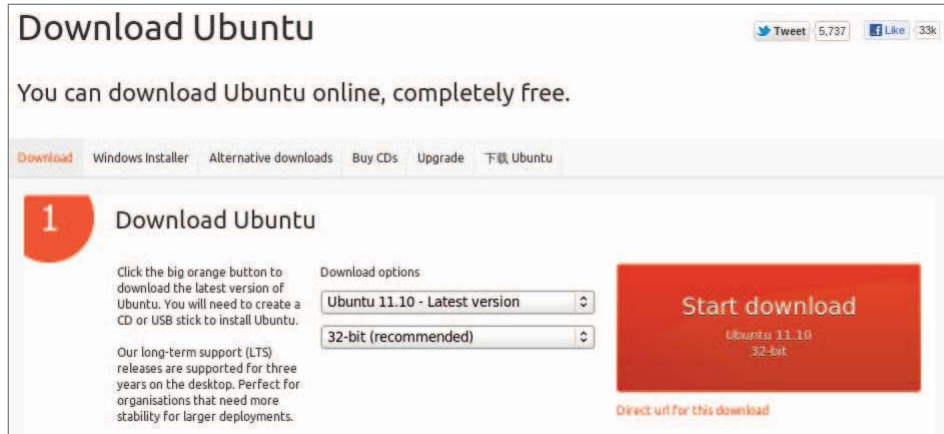 Download Ubuntu
Tweet 5,737 Like 33k
You can download Ubuntu online, completely free.
Download Windows Installer Alternative downloads Buy CDs Upgrade 下载 Ubuntu
1
Download Ubuntu
Click the big orange button to
download the latest version of
Ubuntu. You will need to create a
CD or USB stick to install Ubuntu.
Our long-term support (LTS)
releases are supported for three
years on the desktop. Perfect for
organisations that need more
stability for larger deployments.
Download options
Ubuntu 11.10 - Latest version
32-bit (recommended)
Start download
Ubuntu 11.10
32-bit
Direct url for this download